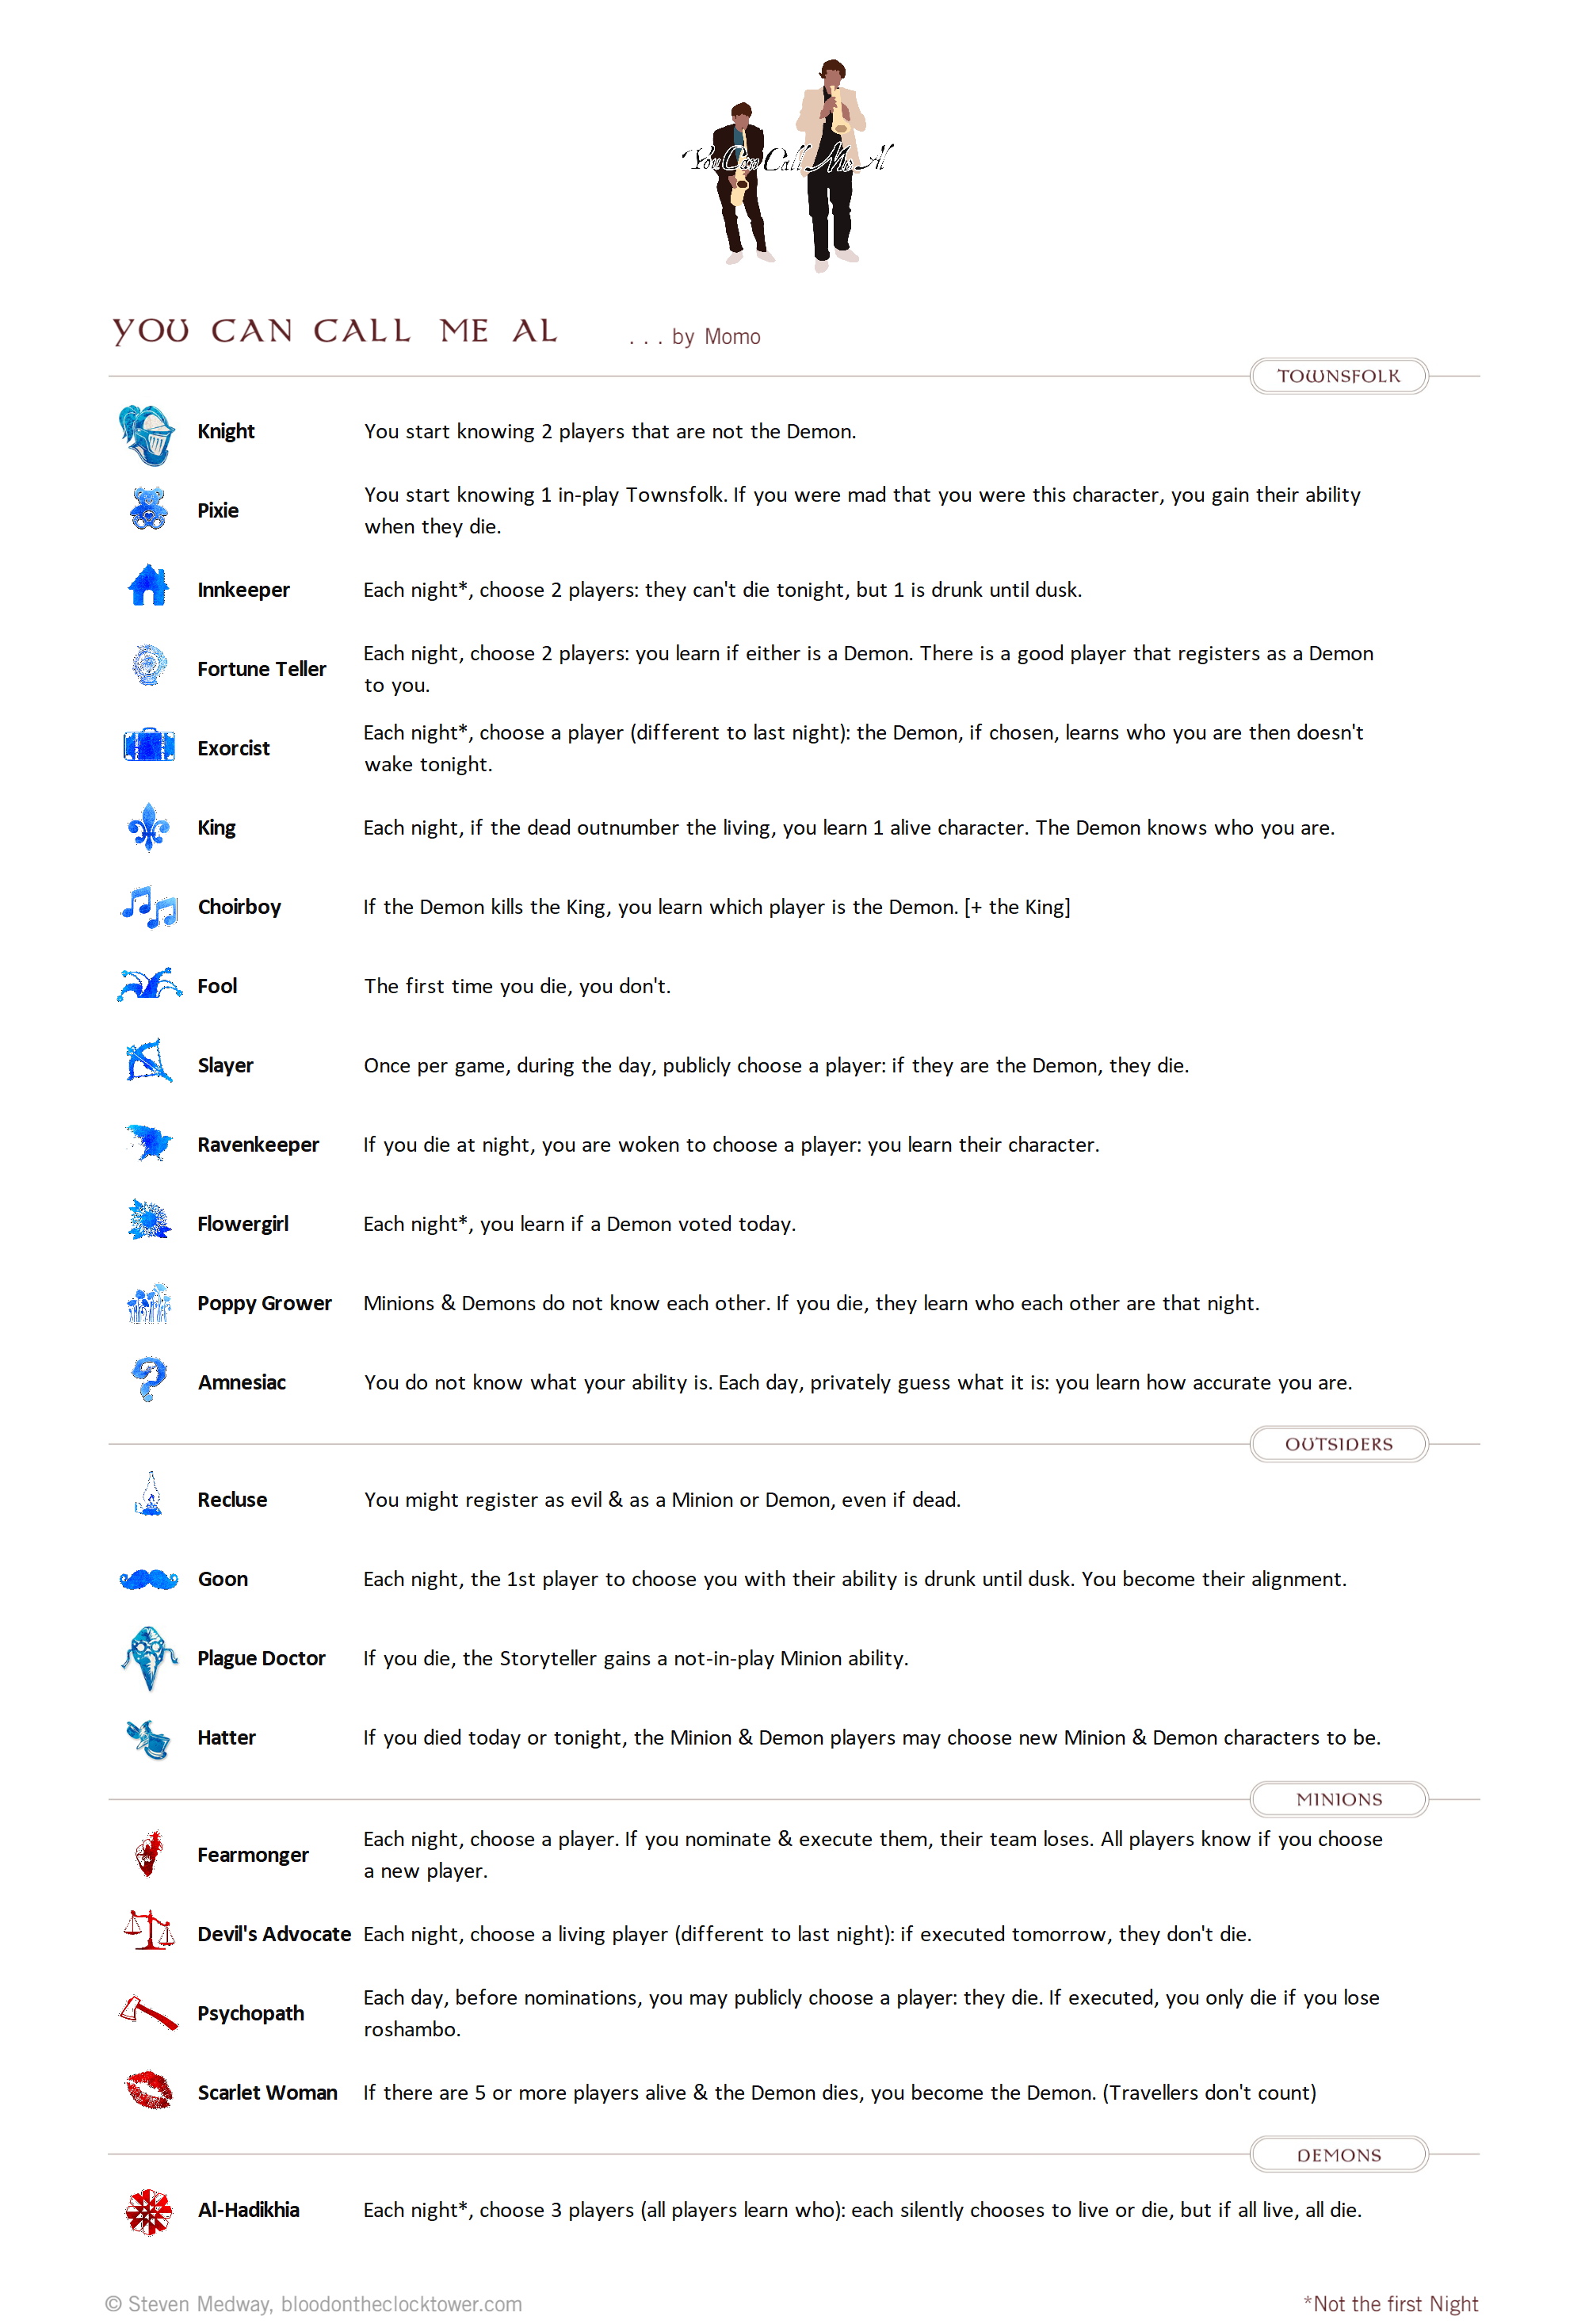 You Can Call Me Al
YOU CAN CALL ME AL . . . by Momo
TOWNSFOLK
Knight You start knowing 2 players that are not the Demon.
Pixie You start knowing 1 in-play Townsfolk. If you were mad that you were this character, you gain their ability
when they die.
Innkeeper Each night*, choose 2 players: they can't die tonight, but 1 is drunk until dusk.
Fortune Teller Each night, choose 2 players: you learn if either is a Demon. There is a good player that registers as a Demon
to you.
Exorcist Each night*, choose a player (different to last night): the Demon, if chosen, learns who you are then doesn't
wake tonight.
King Each night, if the dead outnumber the living, you learn 1 alive character. The Demon knows who you are.
Choirboy If the Demon kills the King, you learn which player is the Demon. [+ the King]
Fool The first time you die, you don't.
Slayer Once per game, during the day, publicly choose a player: if they are the Demon, they die.
Ravenkeeper If you die at night, you are woken to choose a player: you learn their character.
Flowergirl Each night*, you learn if a Demon voted today.
Poppy Grower Minions & Demons do not know each other. If you die, they learn who each other are that night.
Amnesiac You do not know what your ability is. Each day, privately guess what it is: you learn how accurate you are.
OUTSIDERS
Recluse You might register as evil & as a Minion or Demon, even if dead.
Goon Each night, the 1st player to choose you with their ability is drunk until dusk. You become their alignment.
Plague Doctor If you die, the Storyteller gains a not-in-play Minion ability.
Hatter If you died today or tonight, the Minion & Demon players may choose new Minion & Demon characters to be.
MINIONS
Fearmonger Each night, choose a player. If you nominate & execute them, their team loses. All players know if you choose
a new player.
Devil's Advocate Each night, choose a living player (different to last night): if executed tomorrow, they don't die.
Psychopath Each day, before nominations, you may publicly choose a player: they die. If executed, you only die if you lose
roshambo.
Scarlet Woman If there are 5 or more players alive & the Demon dies, you become the Demon. (Travellers don't count)
DEMONS
Al-Hadikhia Each night*, choose 3 players (all players learn who): each silently chooses to live or die, but if all live, all die.
© Steven Medway, bloodontheclocktower.com *Not the first Night